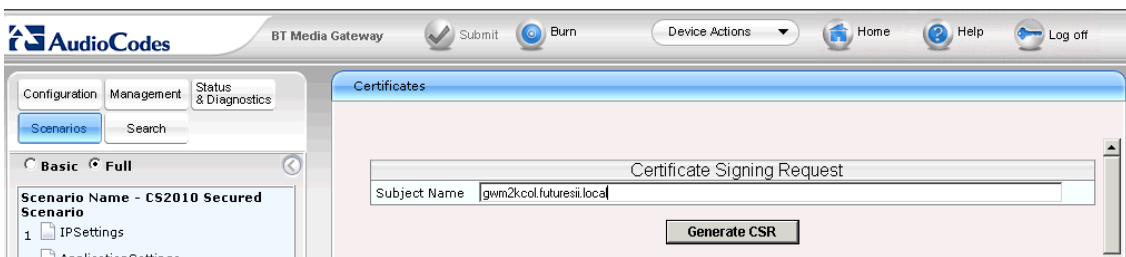 AudioCodes
BT Media Gateway
Submit
Burn
Device Actions
Home
Help
Log off
Configuration
Management
Status
& Diagnostics
Scenarios
Search
Basic
Full
Scenario Name - CS2010 Secured
Scenario
1 IPSettings
ApplicationSettings
Certificates
Certificate Signing Request
Subject Name gwm2kcol.futuresii.local
Generate CSR